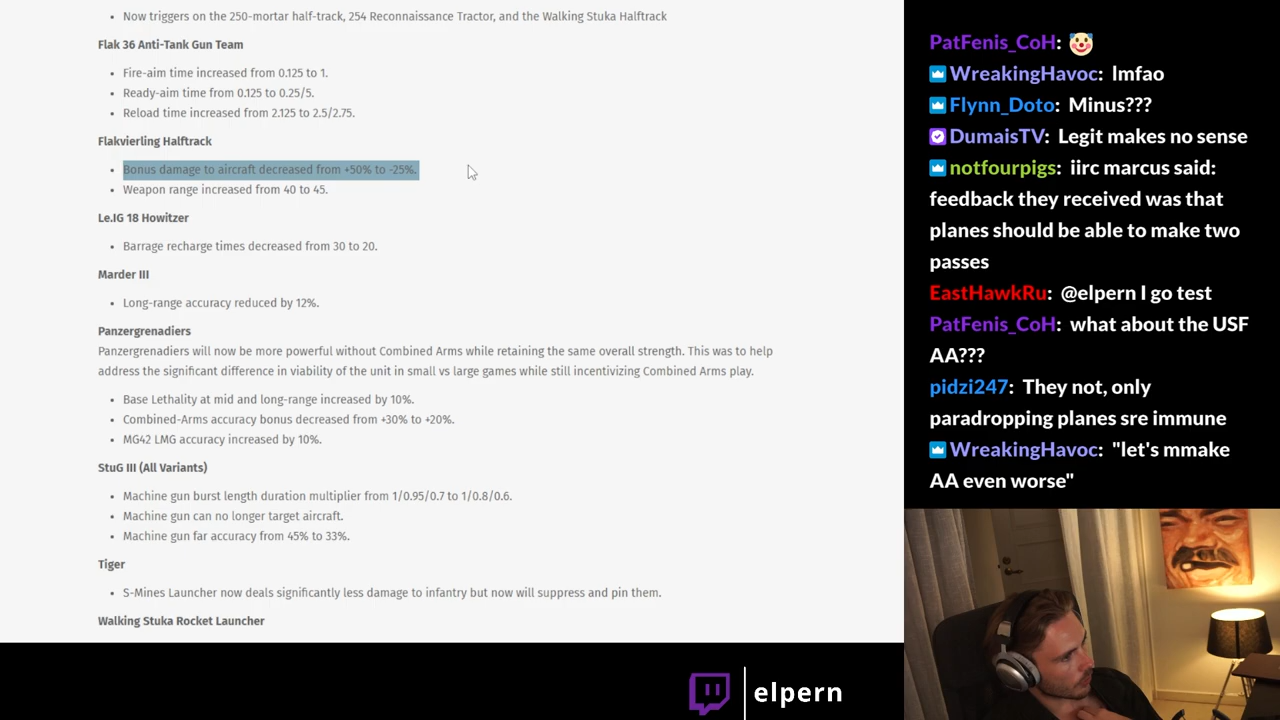 Now triggers on the 250-mortar half-track, 254 Reconnaissance Tractor, and the Walking Stuka Halftrack
Flak 36 Anti-Tank Gun Team
Fire-aim time increased from 0.125 to 1.
Ready-aim time from 0.125 to 0.25/5.
Reload time increased from 2.125 to 2.5/2.75.
Flakvierling Halftrack
Bonus damage to aircraft decreased from +50% to -25%.
Weapon range increased from 40 to 45.
Le.IG 18 Howitzer
Barrage recharge times decreased from 30 to 20.
Marder III
Long-range accuracy reduced by 12%.
Panzergrenadiers
Panzergrenadiers will now be more powerful without Combined Arms while retaining the same overall strength. This was to help
address the significant difference in viability of the unit in small vs large games while still incentivizing Combined Arms play.
Base Lethality at mid and long-range increased by 10%.
Combined-Arms accuracy bonus decreased from +30% to +20%.
MG42 LMG accuracy increased by 10%.
StuG III (All Variants)
Machine gun burst length duration multiplier from 1/0.95/0.7 to 1/0.8/0.6.
Machine gun can no longer target aircraft.
Machine gun far accuracy from 45% to 33%.
Tiger
S-Mines Launcher now deals significantly less damage to infantry but now will suppress and pin them.
Walking Stuka Rocket Launcher
PatFenis_CoH: 🤡
WreakingHavoc: lmfao
Flynn_Doto: Minus???
DumaisTV: Legit makes no sense
notfourpigs: iirc marcus said:
feedback they received was that
planes should be able to make two
passes
EastHawkRu: @elpern I go test
PatFenis_CoH: what about the USF
AA???
pidzi247: They not, only
paradropping planes sre immune
WreakingHavoc: "let's mmake
AA even worse"
elpern